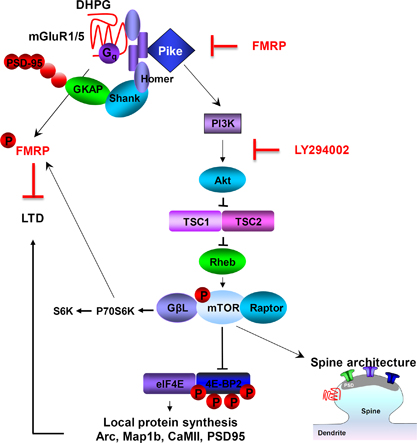 DHPG
mGluR1/5
Gq
Pike
FMRP
PSD-95
Homer
GKAP
Shank
PI3K
P
FMRP
LY294002
Akt
LTD
TSC1
TSC2
Rheb
P
S6K
P70S6K
GβL
mTOR
Raptor
Spine architecture
eIF4E
4E-BP2
P
P
P
P
PSD
Local protein synthesis
Arc, Map1b, CaMII, PSD95
Spine
Dendrite